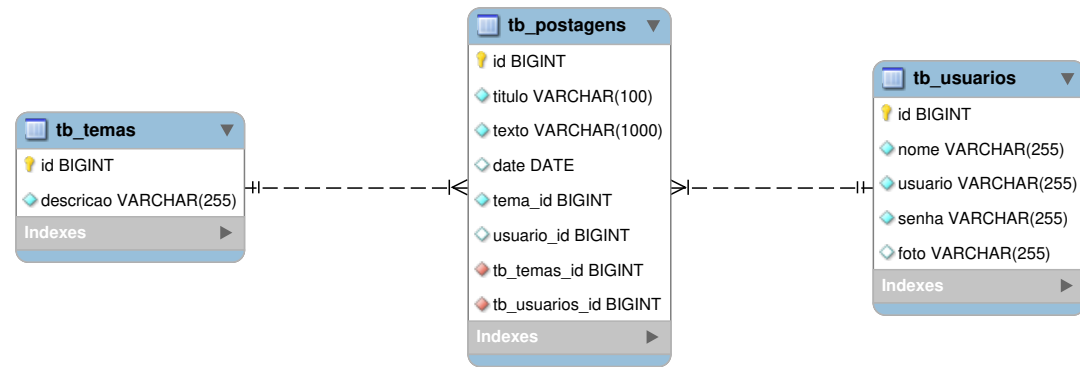 tb_temas
id BIGINT
descricao VARCHAR(255)
Indexes
tb_postagens
id BIGINT
titulo VARCHAR(100)
texto VARCHAR(1000)
date DATE
tema_id BIGINT
usuario_id BIGINT
tb_temas_id BIGINT
tb_usuarios_id BIGINT
Indexes
tb_usuarios
id BIGINT
nome VARCHAR(255)
usuario VARCHAR(255)
senha VARCHAR(255)
foto VARCHAR(255)
Indexes